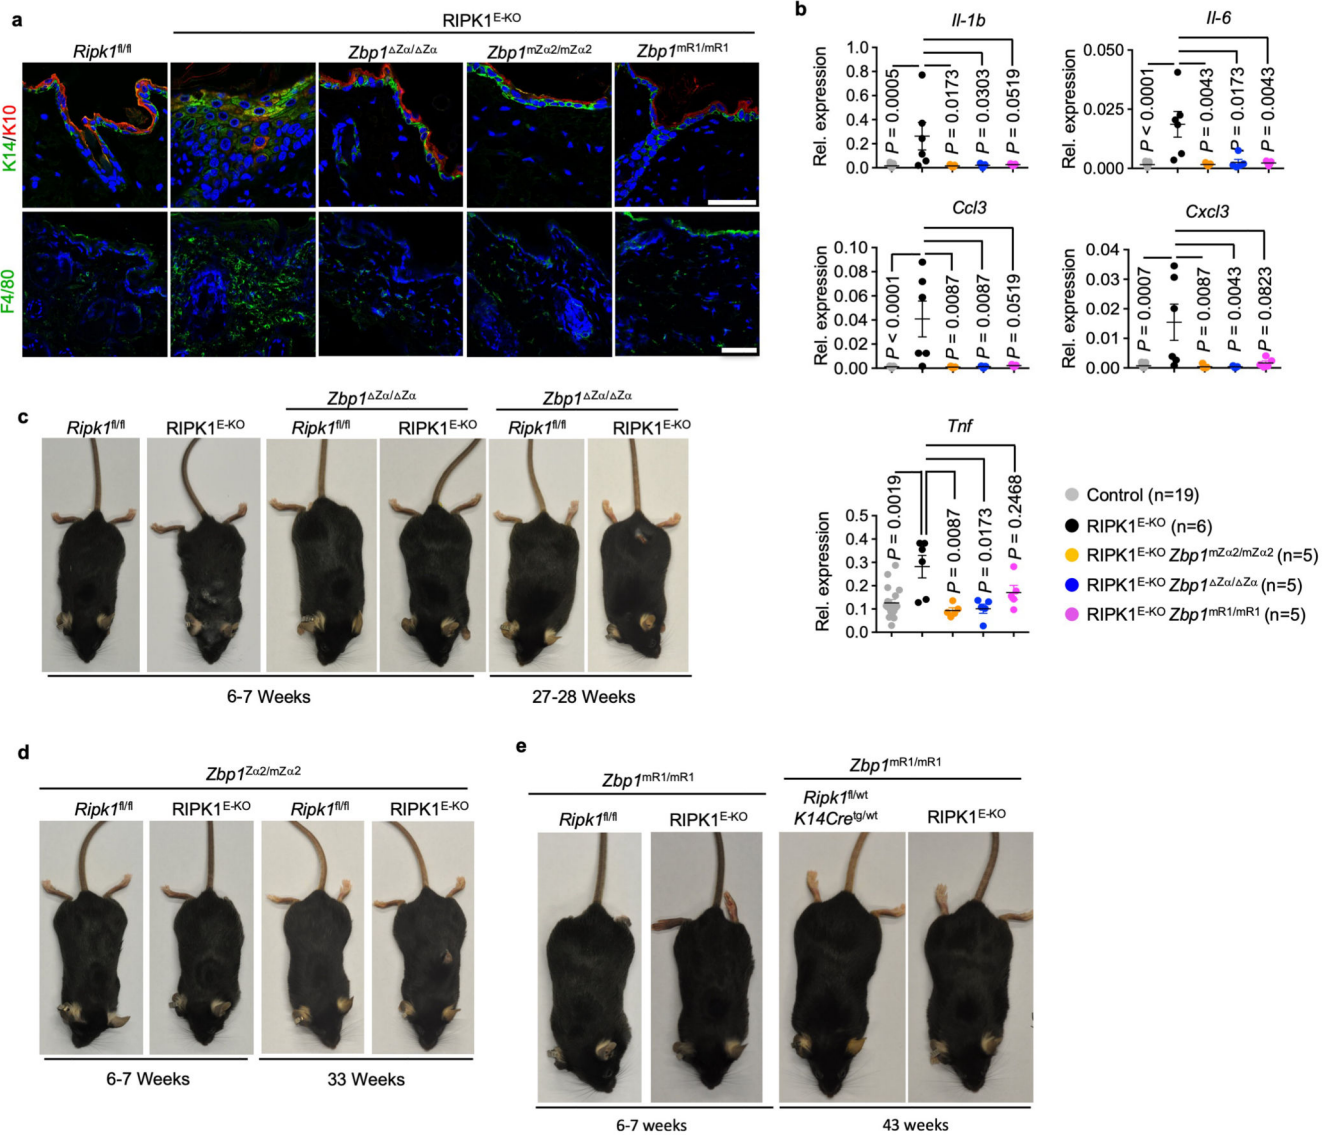 a
RIPK1E-KO
Ripk1fl/fl
Zbp1ΔZα/ΔZα
Zbp1mZα2/mZα2
Zbp1mR1/mR1
K14/K10
F4/80
b
Il-1b
Rel. expression
1.0
0.8
0.6
0.4
0.2
0.0
P = 0.0005
P = 0.0173
P = 0.0303
P = 0.0519
Il-6
Rel. expression
0.050
0.025
0.000
P < 0.0001
P = 0.0043
P = 0.0173
P = 0.0043
Ccl3
Rel. expression
0.10
0.08
0.06
0.04
0.02
0.00
P < 0.0001
P = 0.0087
P = 0.0087
P = 0.0519
Cxcl3
Rel. expression
0.04
0.03
0.02
0.01
0.00
P = 0.0007
P = 0.0087
P = 0.0043
P = 0.0823
Tnf
Rel. expression
0.5
0.4
0.3
0.2
0.1
0.0
P = 0.0019
P = 0.0087
P = 0.0173
P = 0.2468
Control (n=19)
RIPK1E-KO (n=6)
RIPK1E-KO Zbp1mZα2/mZα2 (n=5)
RIPK1E-KO Zbp1ΔZα/ΔZα (n=5)
RIPK1E-KO Zbp1mR1/mR1 (n=5)
c
Zbp1ΔZα/ΔZα
Zbp1ΔZα/ΔZα
Ripk1fl/fl
RIPK1E-KO
Ripk1fl/fl
RIPK1E-KO
Ripk1fl/fl
RIPK1E-KO
6-7 Weeks
27-28 Weeks
d
Zbp1Zα2/mZα2
Ripk1fl/fl
RIPK1E-KO
Ripk1fl/fl
RIPK1E-KO
6-7 Weeks
33 Weeks
e
Zbp1mR1/mR1
Zbp1mR1/mR1
Ripk1fl/fl
RIPK1E-KO
Ripk1fl/wt
K14Cretg/wt
RIPK1E-KO
6-7 weeks
43 weeks